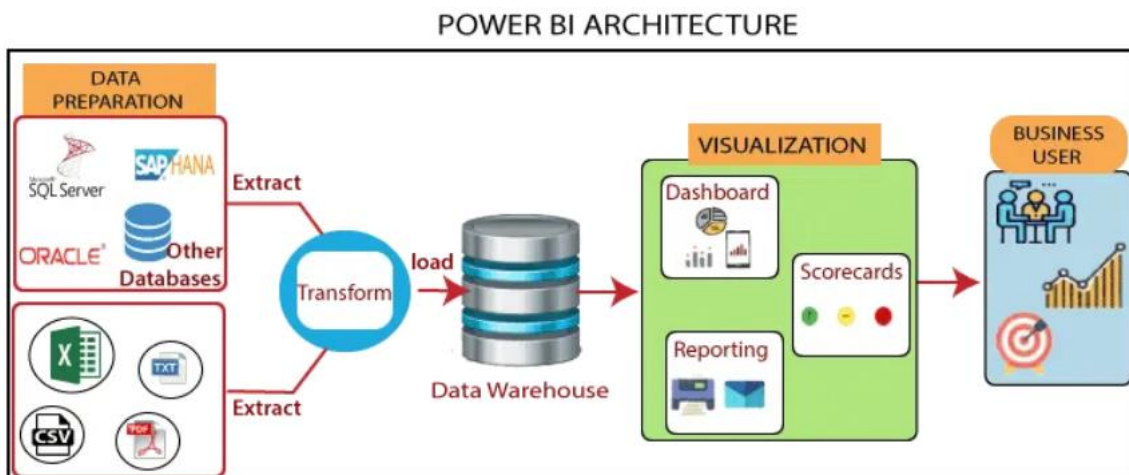 POWER BI ARCHITECTURE
DATA
PREPARATION
Microsoft
SQL Server
SAP HANA
ORACLE
Other
Databases
Extract
X
TXT
CSV
PDF
Extract
Transform
load
Data Warehouse
VISUALIZATION
Dashboard
Scorecards
Reporting
BUSINESS
USER